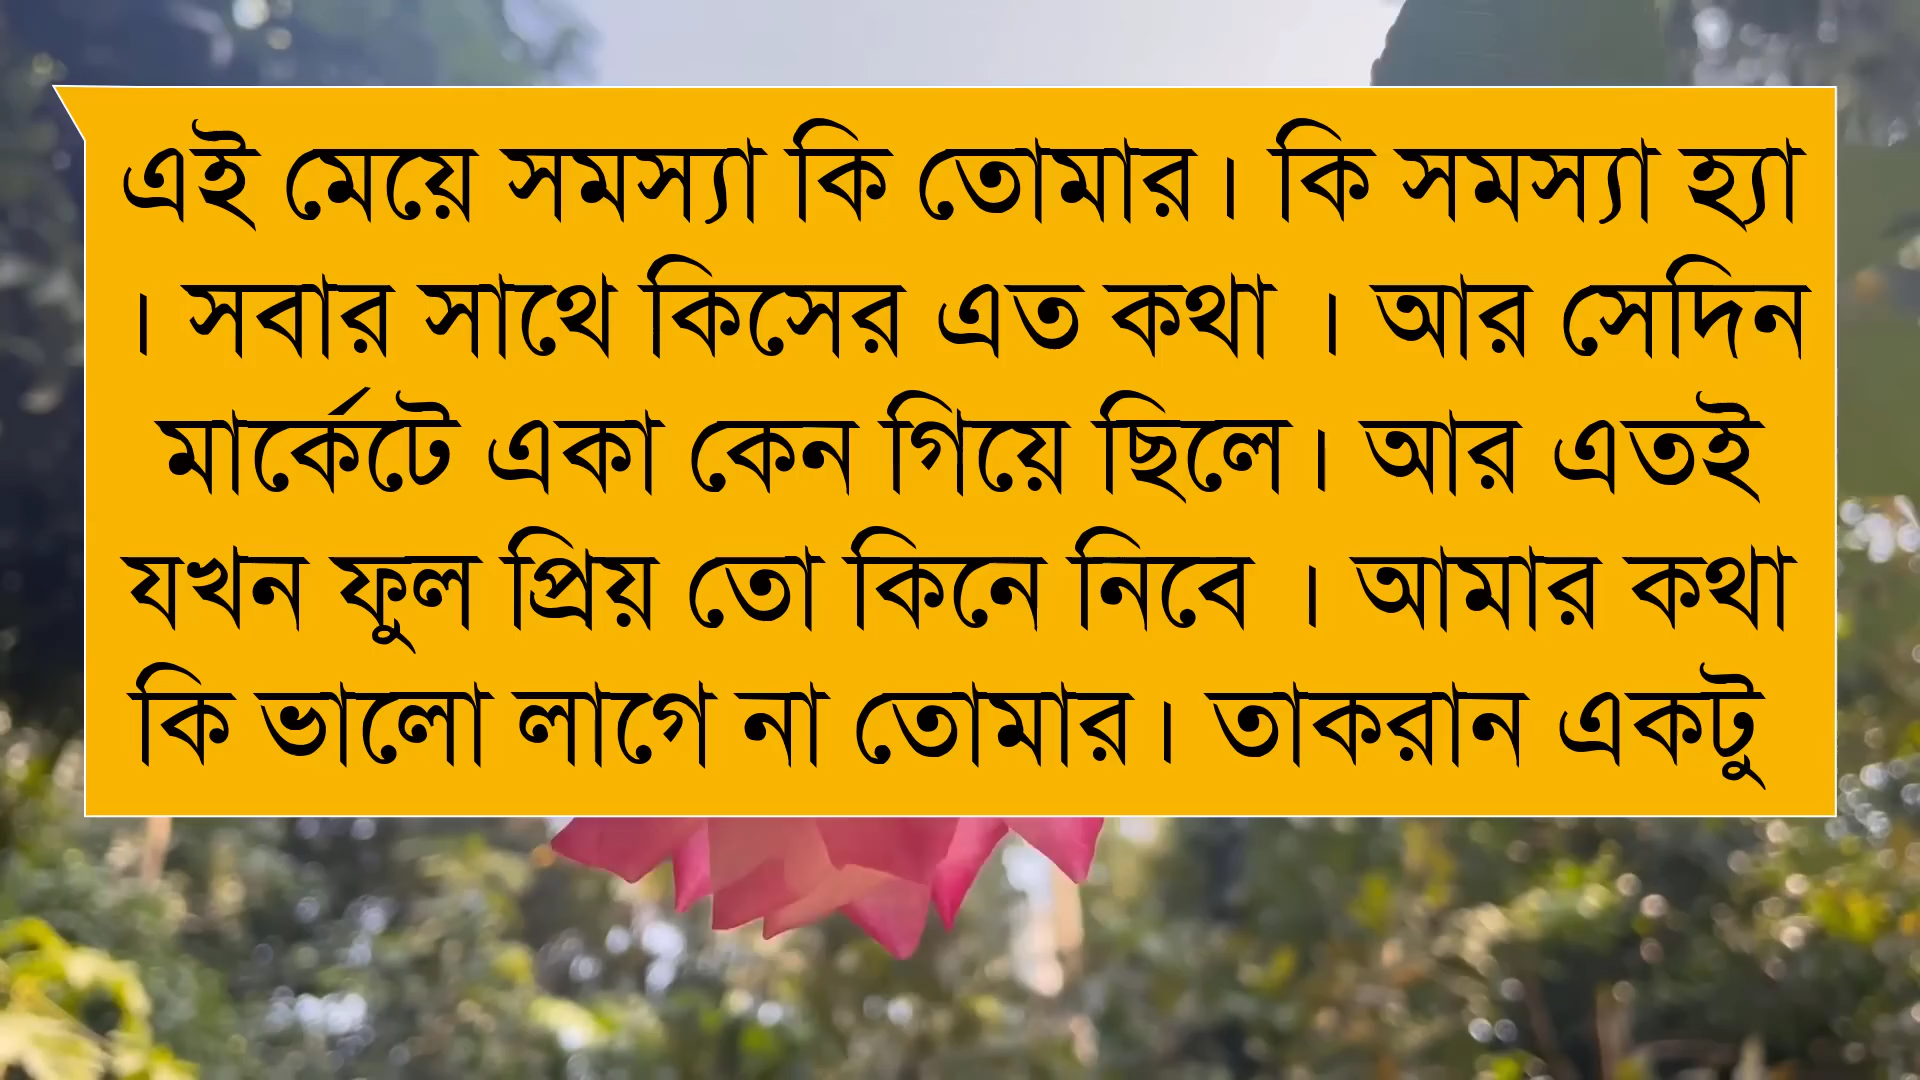 এই মেয়ে সমস্যা কি তোমার। কি সমস্যা হ্যা
। সবার সাথে কিসের এত কথা । আর সেদিন
মার্কেটে একা কেন গিয়ে ছিলে। আর এতই
যখন ফুল প্রিয় তো কিনে নিবে । আমার কথা
কি ভালো লাগে না তোমার। তাকরান একটু